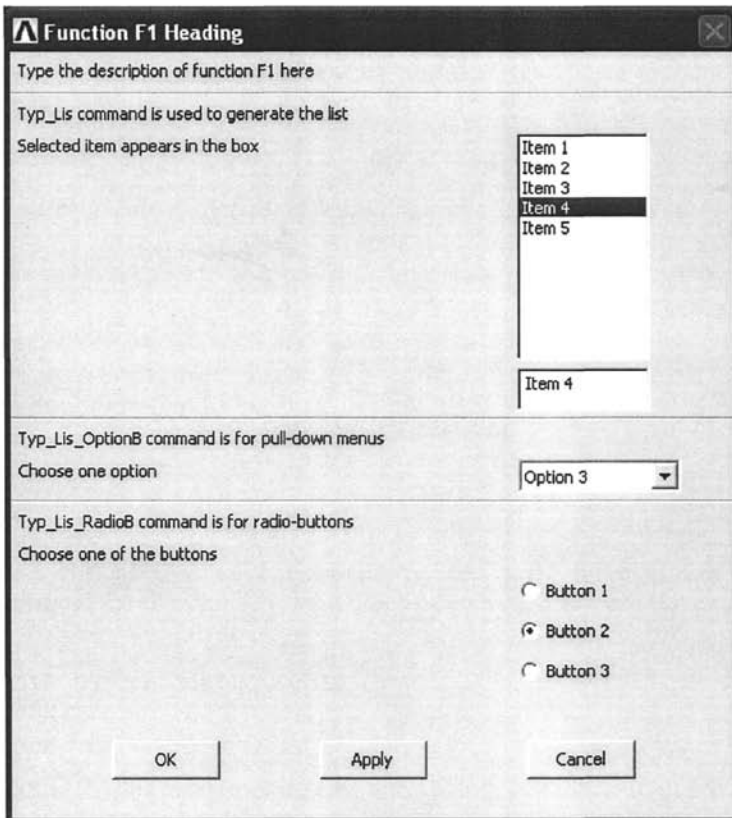 Function F1 Heading
Type the description of function F1 here
Typ_Lis command is used to generate the list
Selected item appears in the box
Item 1
Item 2
Item 3
Item 4
Item 5
Item 4
Typ_Lis_OptionB command is for pull-down menus
Choose one option
Option 3
Typ_Lis_RadioB command is for radio-buttons
Choose one of the buttons
Button 1
Button 2
Button 3
OK Apply Cancel